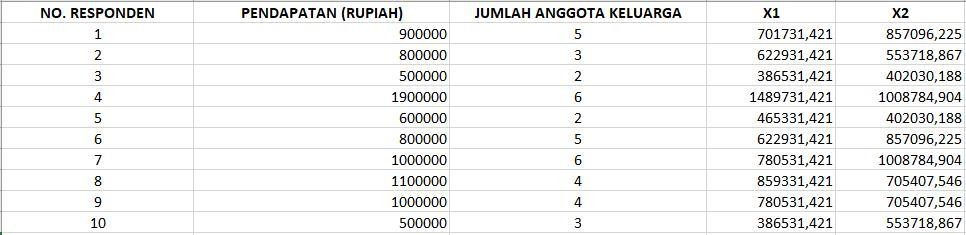 NO. RESPONDEN PENDAPATAN (RUPIAH) JUMLAH ANGGOTA KELUARGA X1 X2
1 900000 5 701731,421 857096,225
2 800000 3 622931,421 553718,867
3 500000 2 386531,421 402030,188
4 1900000 6 1489731,421 1008784,904
5 600000 2 465331,421 402030,188
6 800000 5 622931,421 857096,225
7 1000000 6 780531,421 1008784,904
8 1100000 4 859331,421 705407,546
9 1000000 4 780531,421 705407,546
10 500000 3 386531,421 553718,867